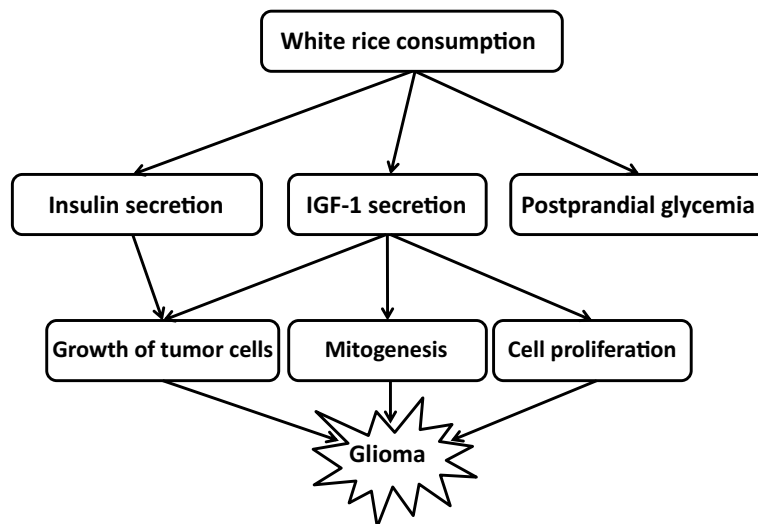 White rice consumption
Insulin secretion
IGF-1 secretion
Postprandial glycemia
Growth of tumor cells
Mitogenesis
Cell proliferation
Glioma